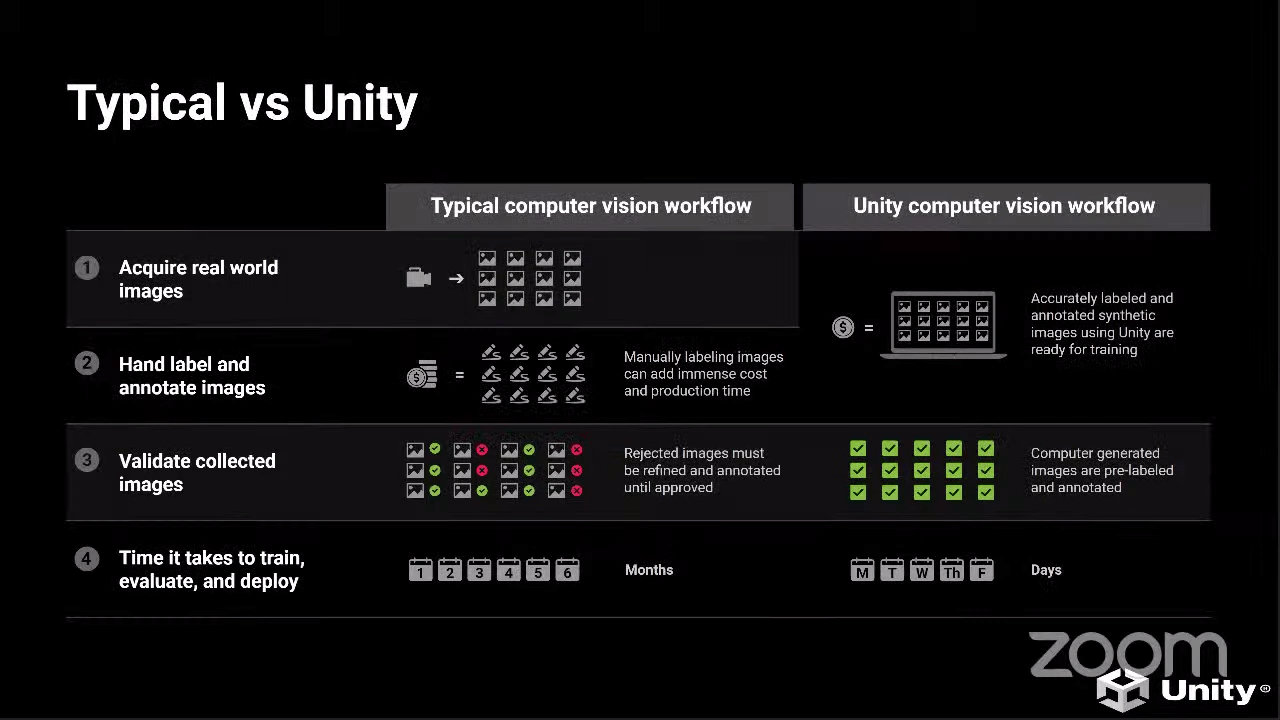 Typical vs Unity
Typical computer vision workflow
Unity computer vision workflow
1
Acquire real world
images
$
=
Accurately labeled and
annotated synthetic
images using Unity are
ready for training
2
Hand label and
annotate images
$
=
Manually labeling images
can add immense cost
and production time
3
Validate collected
images
Rejected images must
be refined and annotated
until approved
Computer generated
images are pre-labeled
and annotated
4
Time it takes to train,
evaluate, and deploy
1 2 3 4 5 6
Months
M T W Th F
Days
zoom
Unity®